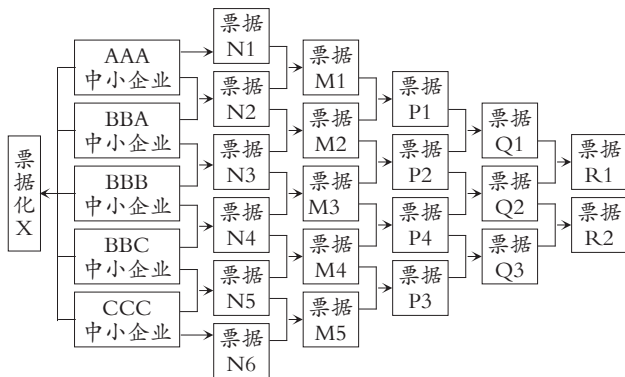 票据化X
AAA
中小企业
BBA
中小企业
BBB
中小企业
BBC
中小企业
CCC
中小企业
票据
N1
票据
N2
票据
N3
票据
N4
票据
N5
票据
N6
票据
M1
票据
M2
票据
M3
票据
M4
票据
M5
票据
P1
票据
P2
票据
P4
票据
P3
票据
Q1
票据
Q2
票据
Q3
票据
R1
票据
R2